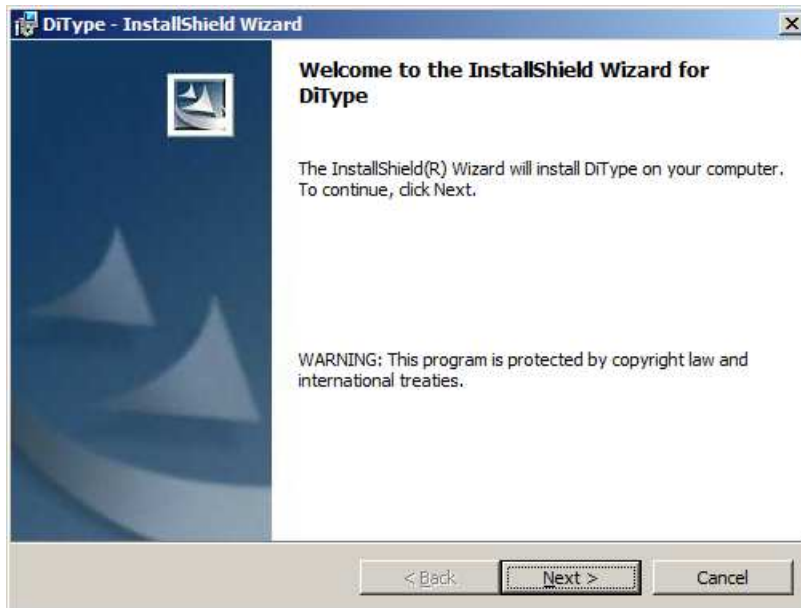 DiType - InstallShield Wizard
Welcome to the InstallShield Wizard for
DiType
The InstallShield(R) Wizard will install DiType on your computer.
To continue, click Next.
WARNING: This program is protected by copyright law and
international treaties.
< Back
Next >
Cancel